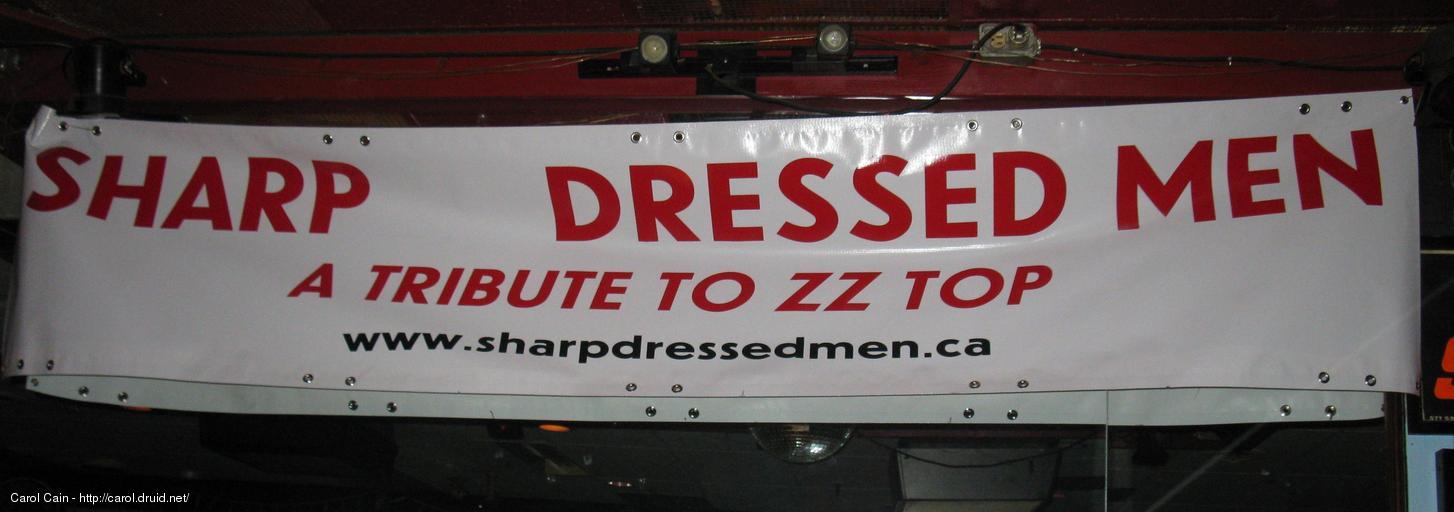 SHARP DRESSED MEN
A TRIBUTE TO ZZ TOP
www.sharpdressedmen.ca
Carol Cain - http://carol.druid.net/